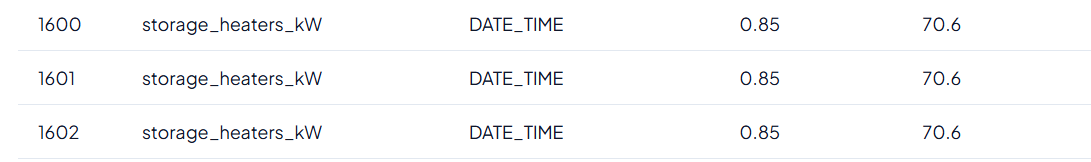 1600 storage_heaters_kW DATE_TIME 0.85 70.6
1601 storage_heaters_kW DATE_TIME 0.85 70.6
1602 storage_heaters_kW DATE_TIME 0.85 70.6